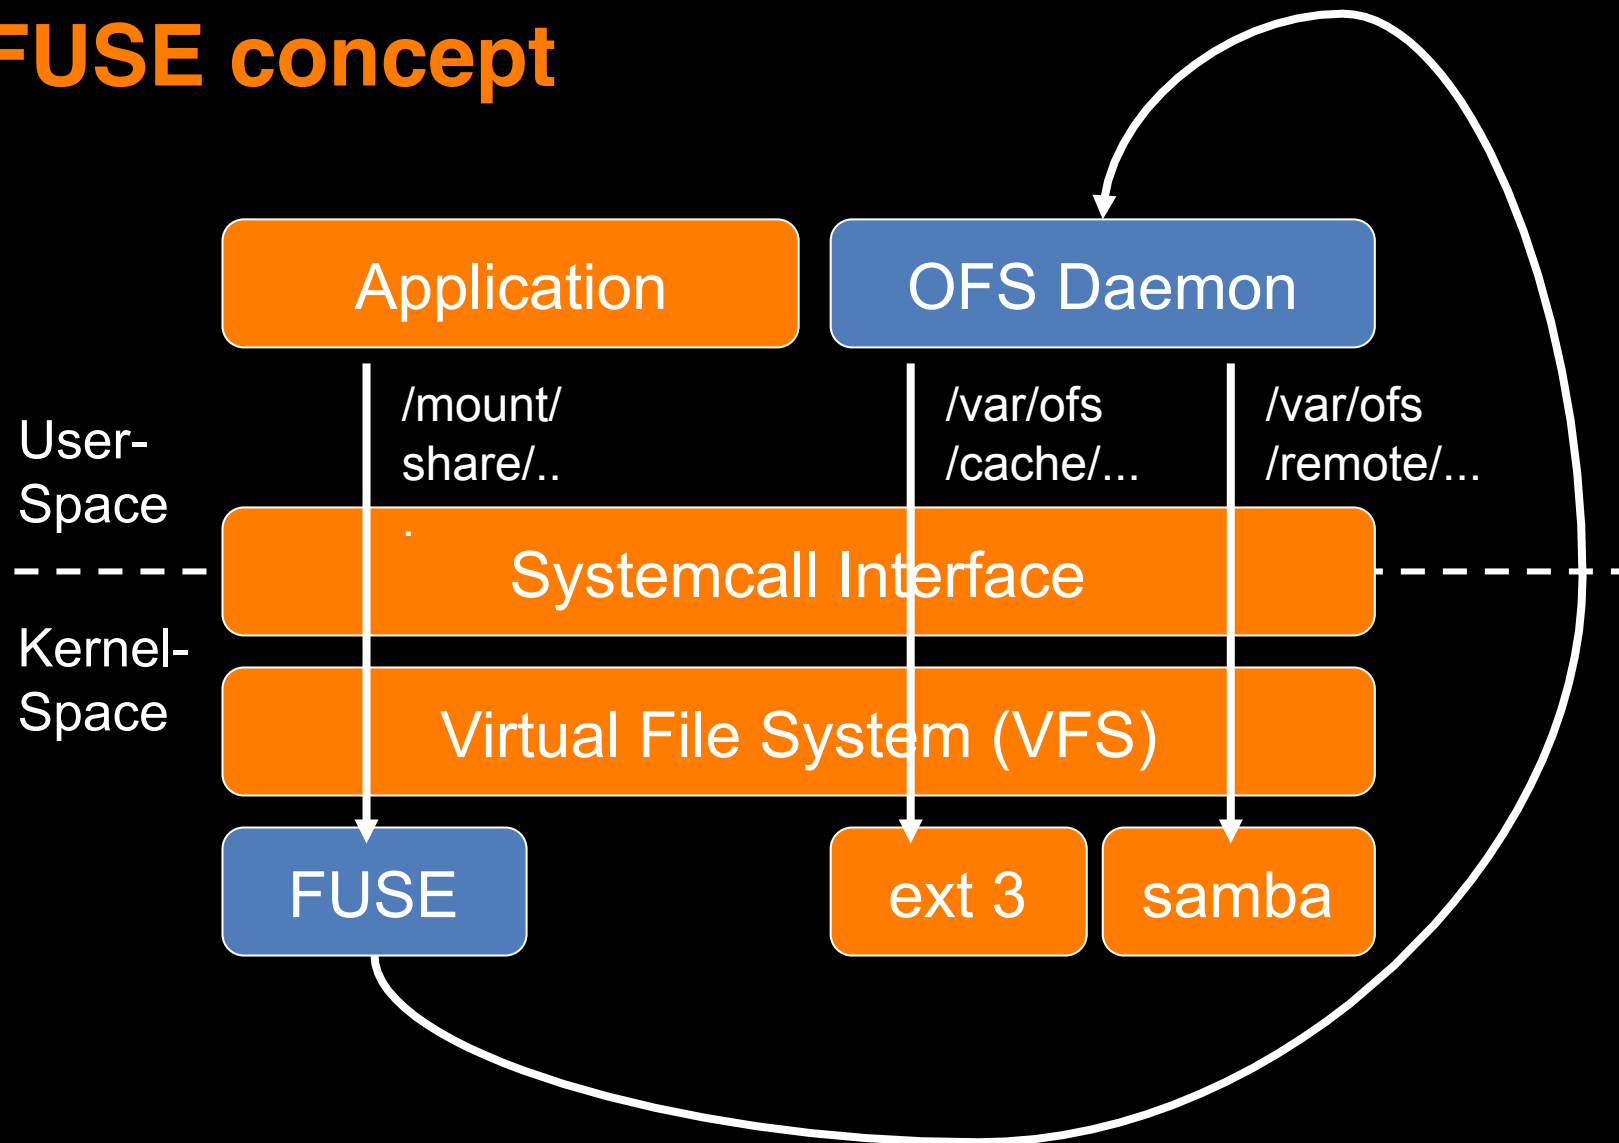 FUSE concept
Application
OFS Daemon
/mount/
share/..
.
/var/ofs
/cache/...
/var/ofs
/remote/...
User-
Space
Systemcall Interface
Kernel-
Space
Virtual File System (VFS)
FUSE
ext 3
samba